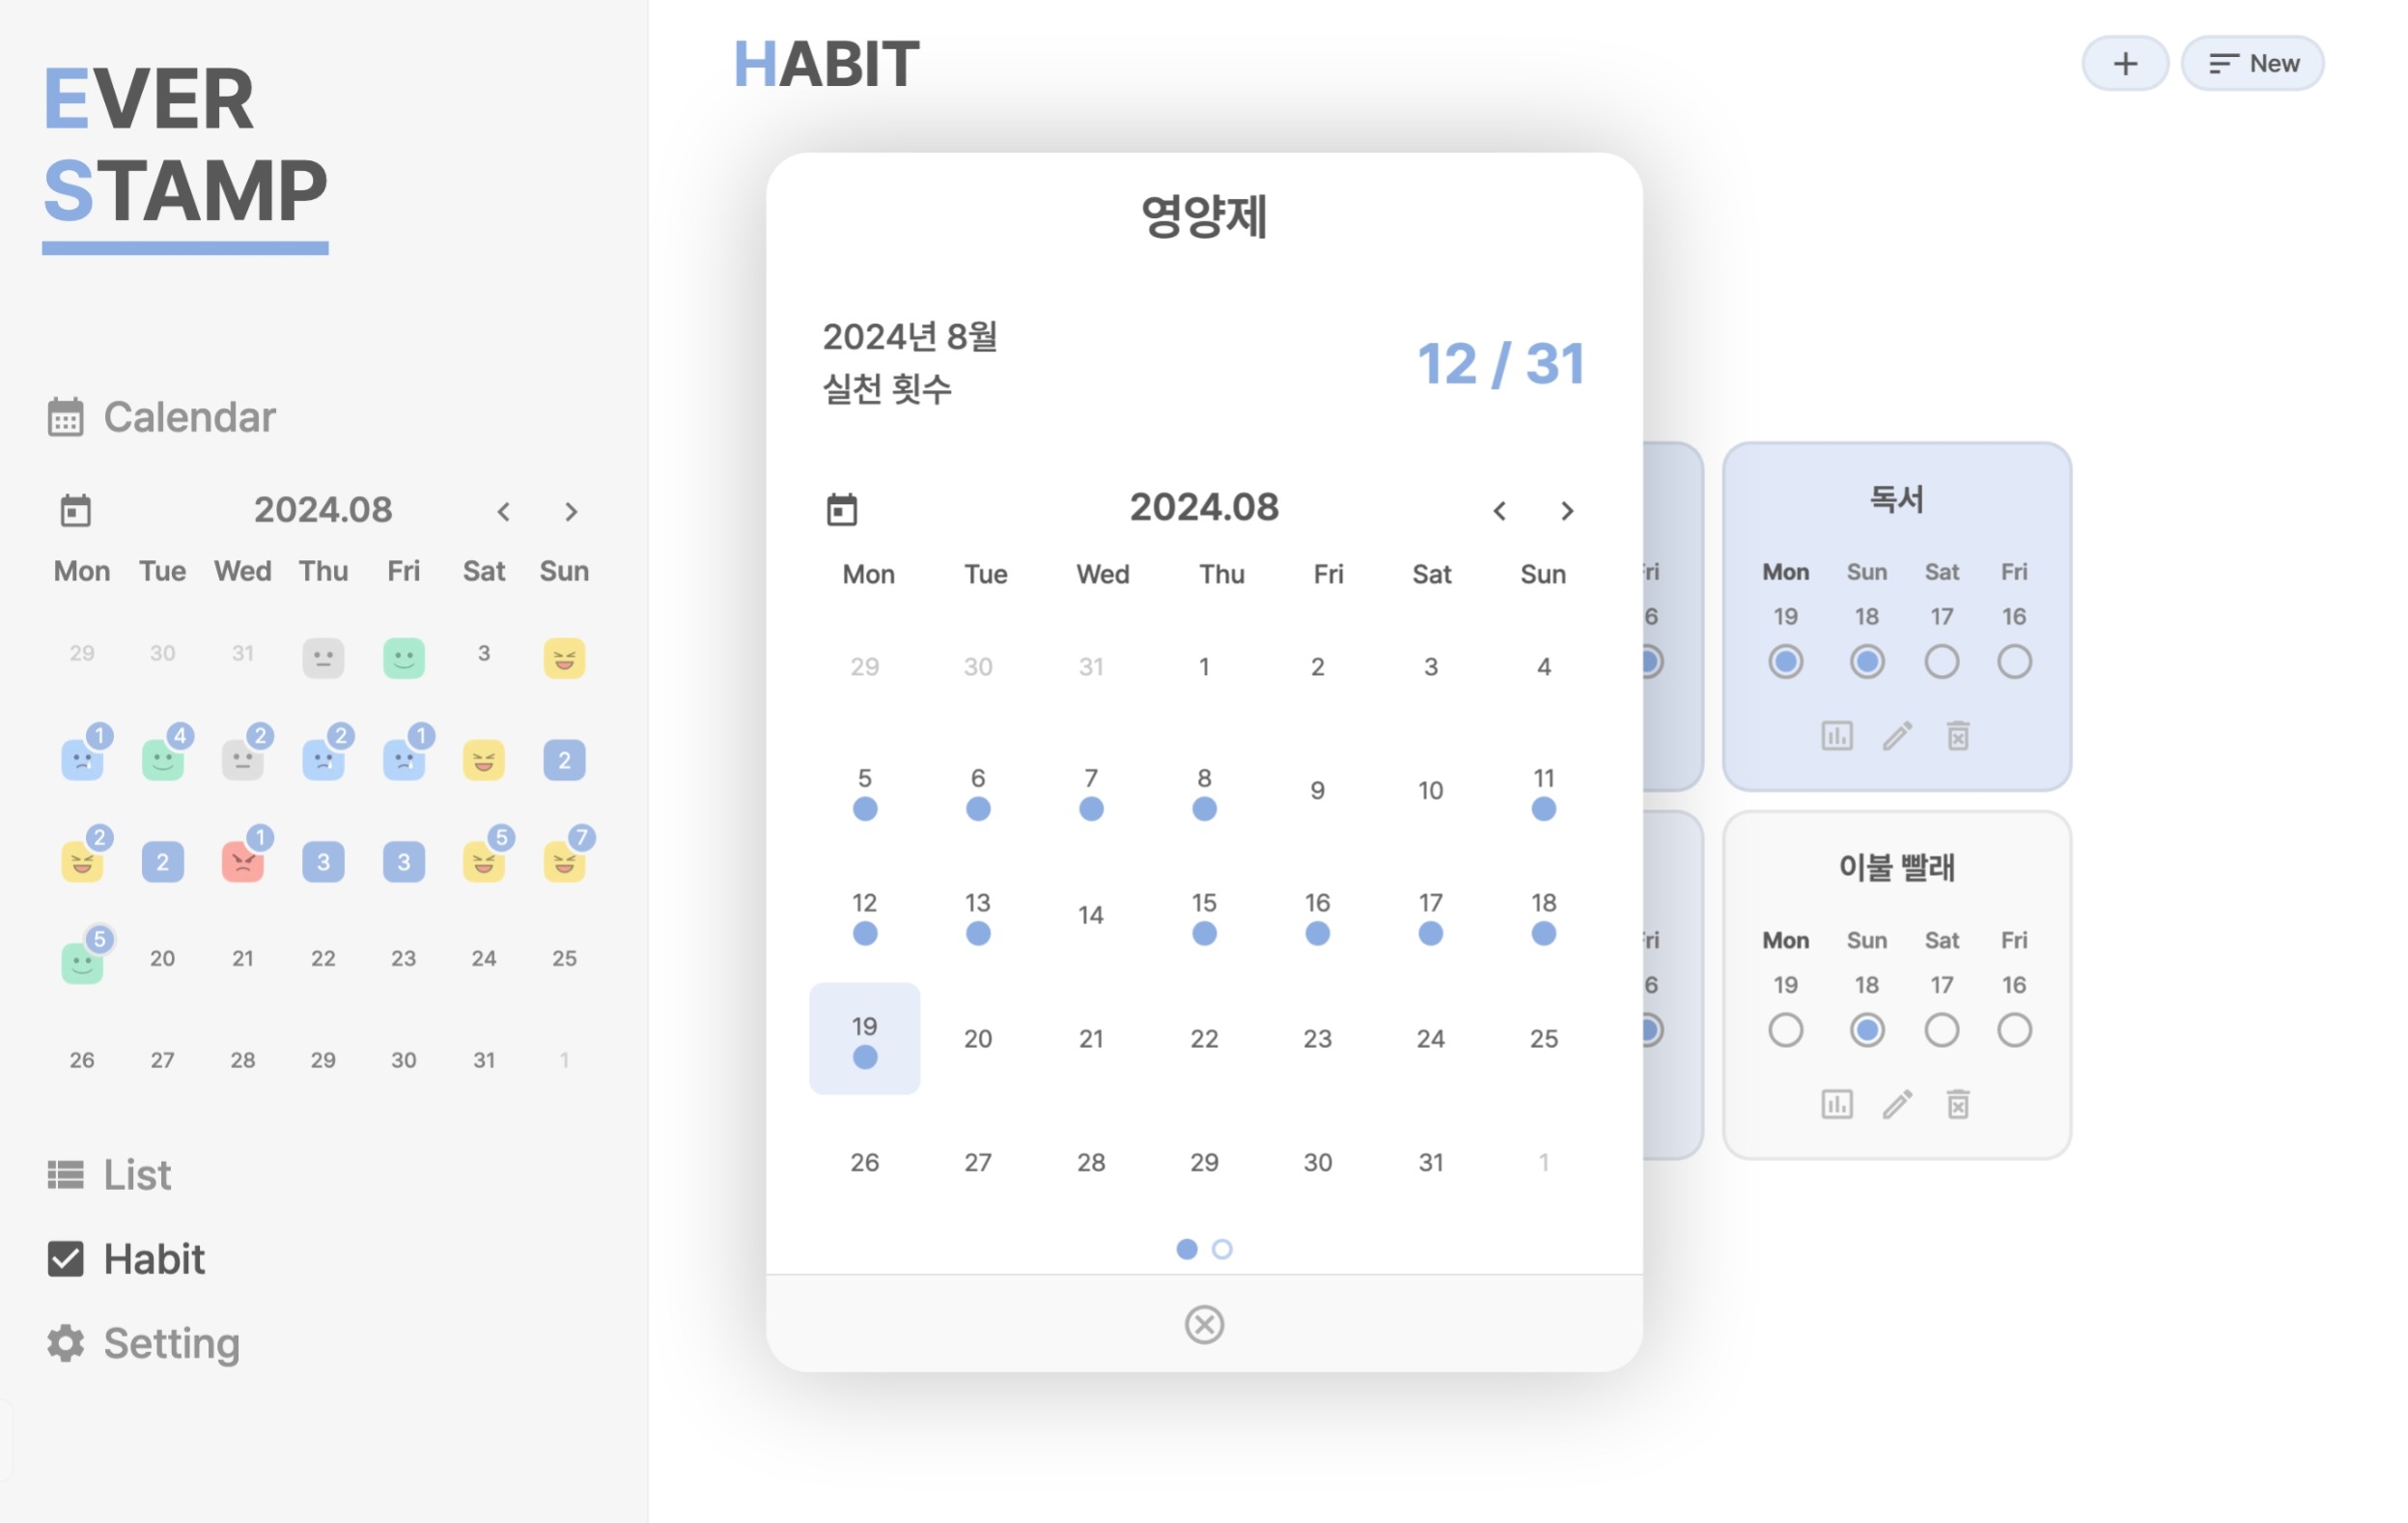 EVER
STAMP
Calendar
2024.08
Mon Tue Wed Thu Fri Sat Sun
29 30 31 3
1 4 2 2 1 2
2 2 1 3 3 5 7
5 20 21 22 23 24 25
26 27 28 29 30 31 1
List
Habit
Setting
HABIT
+ New
영양제
2024년 8월
실천 횟수
12 / 31
2024.08
Mon Tue Wed Thu Fri Sat Sun
29 30 31 1 2 3 4
5 6 7 8 9 10 11
12 13 14 15 16 17 18
19 20 21 22 23 24 25
26 27 28 29 30 31 1
ri
6
독서
Mon Sun Sat Fri
19 18 17 16
ri
6
이불 빨래
Mon Sun Sat Fri
19 18 17 16